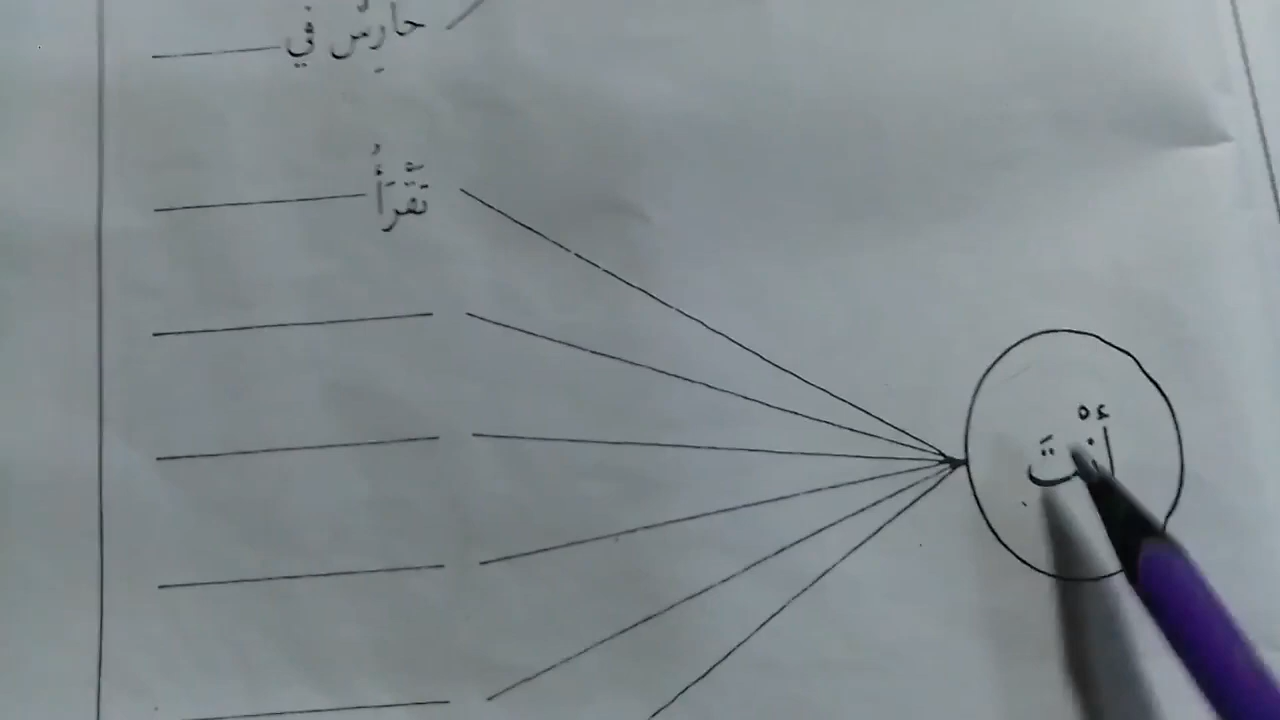 حارِسٌ في
تَقْرَأُ
أَنْتَ